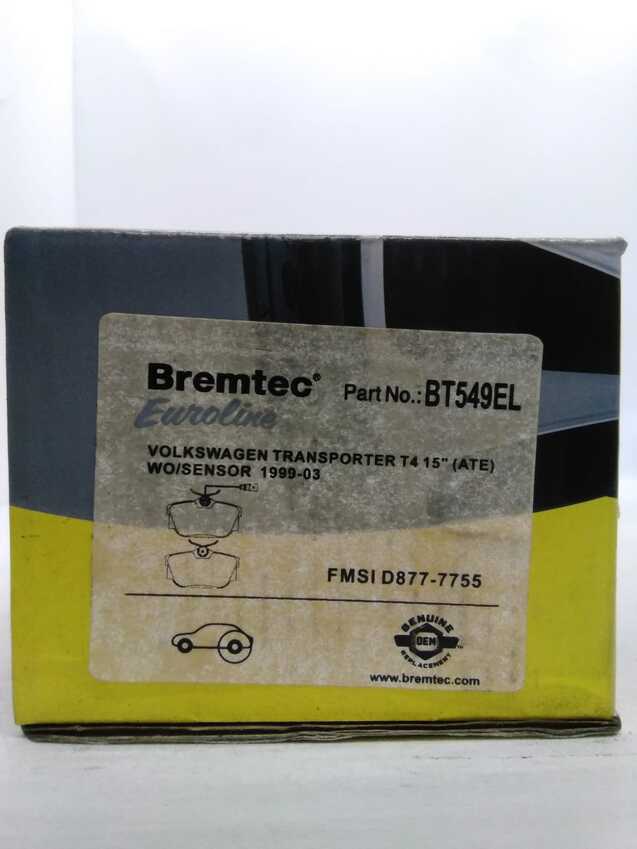 Bremtec®
Euroline
Part No.: BT549EL
VOLKSWAGEN TRANSPORTER T4 15" (ATE)
WO/SENSOR 1999-03
FMSI D877-7755
GENUINE
OEM
REPLACEMENT
™
www.bremtec.com